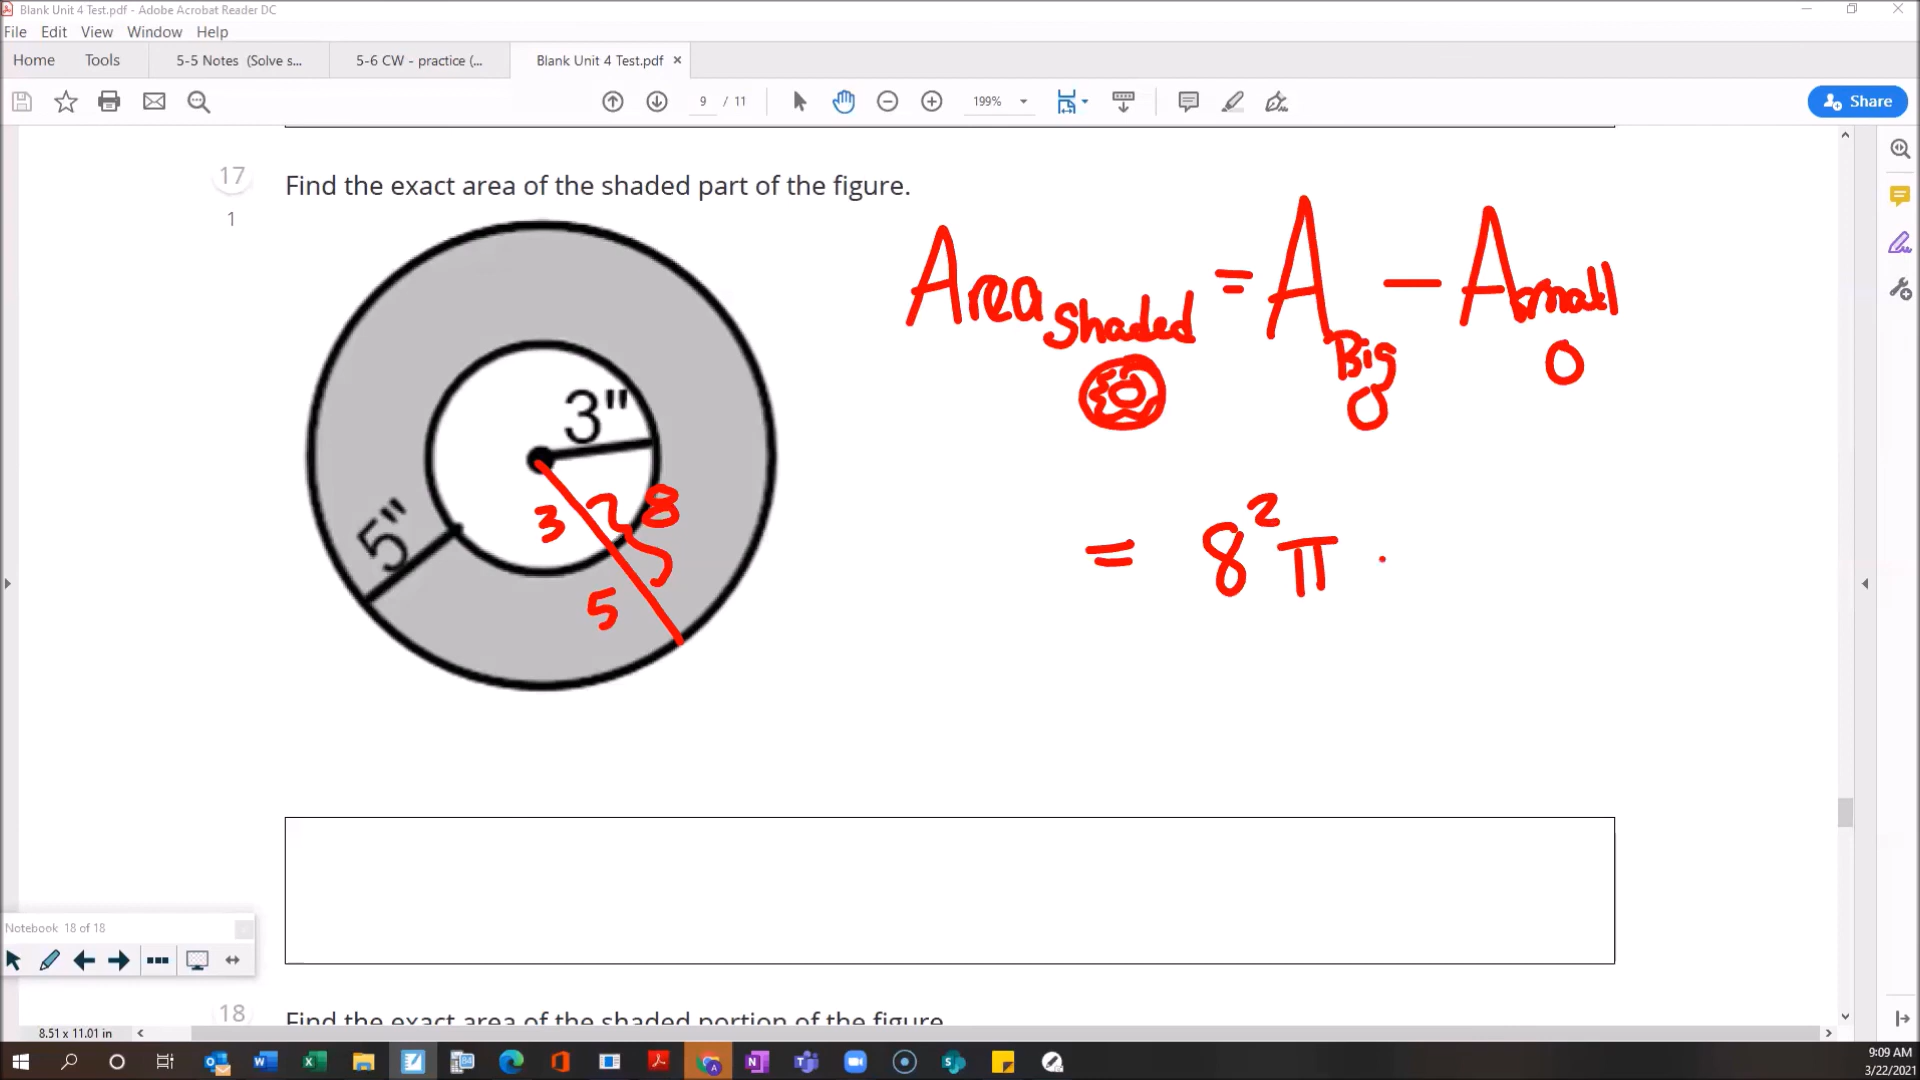 Blank Unit 4 Test.pdf - Adobe Acrobat Reader DC
File Edit View Window Help
Home Tools 5-5 Notes (Solve s... 5-6 CW - practice (... Blank Unit 4 Test.pdf ×
9 / 11 199% Share
17 Find the exact area of the shaded part of the figure.
1
Area shaded = A Big - A small
3"
5"
3 8
5
= 8² π
Notebook 18 of 18
18 Find the exact area of the shaded portion of the figure
8.51 x 11.01 in
9:09 AM
3/22/2021